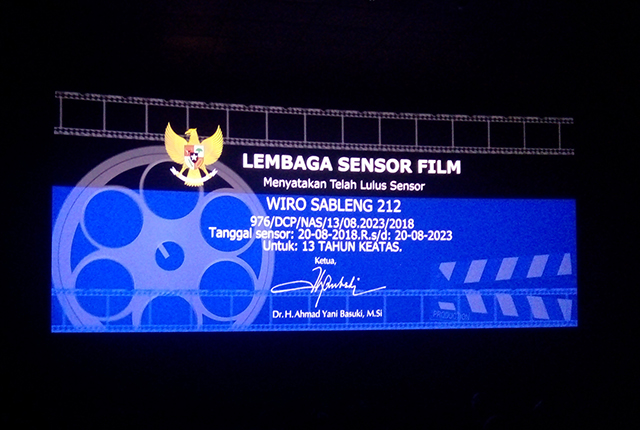 LEMBAGA SENSOR FILM
Menyatakan Telah Lulus Sensor
WIRO SABLENG 212
976/DCP/NAS/13/08.2023/2018
Tanggal sensor: 20-08-2018.R.s/d: 20-08-2023
Untuk: 13 TAHUN KEATAS.
Ketua,
Dr. H. Ahmad Yani Basuki, M.Si
PRODUCTION